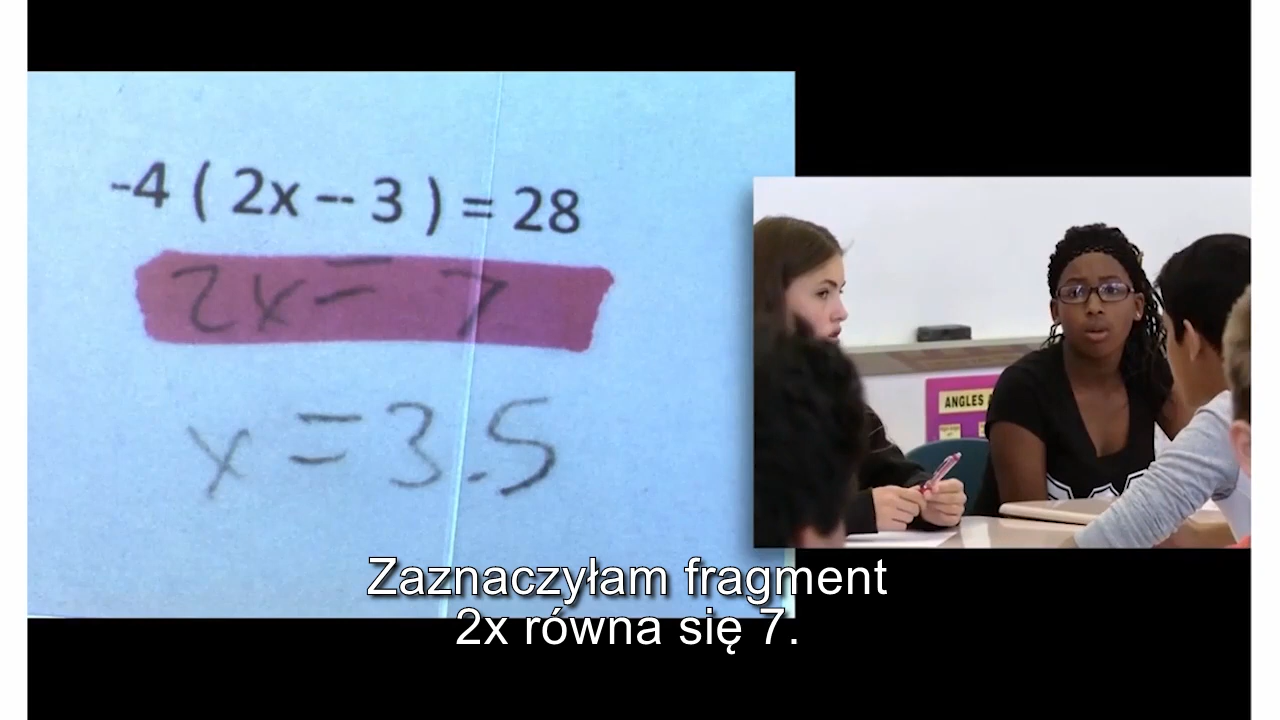 -4 ( 2x -- 3 ) = 28
2x = 7
x = 3.5
ANGLES
Zaznaczyłam fragment
2x równa się 7.